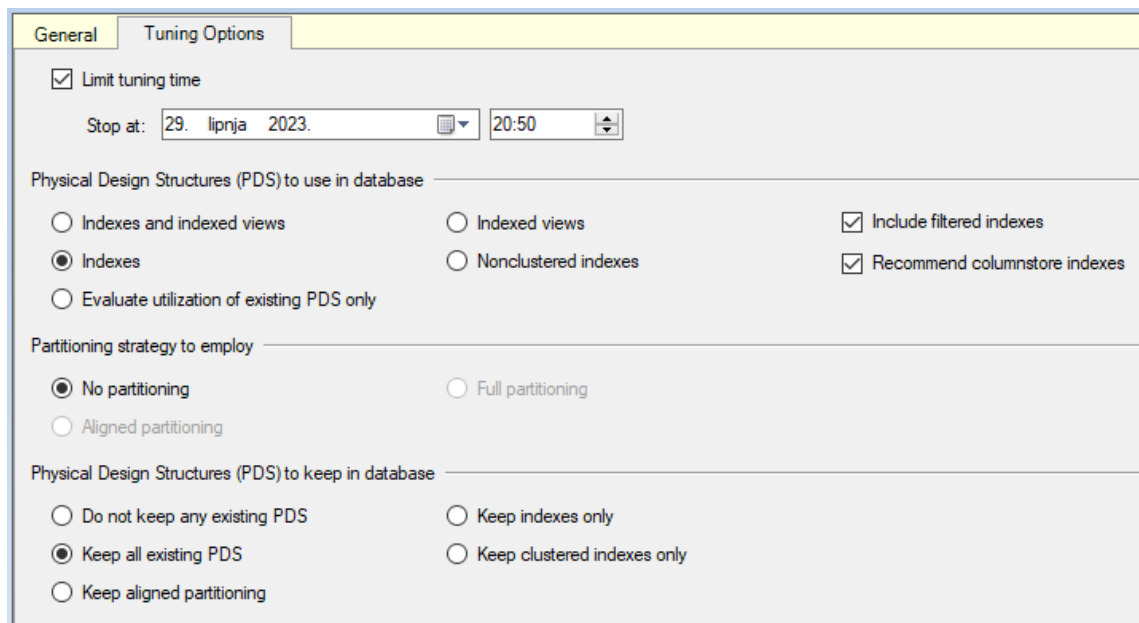 General Tuning Options
Limit tuning time
Stop at: 29. lipnja 2023. 20:50
Physical Design Structures (PDS) to use in database
Indexes and indexed views Indexed views Include filtered indexes
Indexes Nonclustered indexes Recommend columnstore indexes
Evaluate utilization of existing PDS only
Partitioning strategy to employ
No partitioning Full partitioning
Aligned partitioning
Physical Design Structures (PDS) to keep in database
Do not keep any existing PDS Keep indexes only
Keep all existing PDS Keep clustered indexes only
Keep aligned partitioning